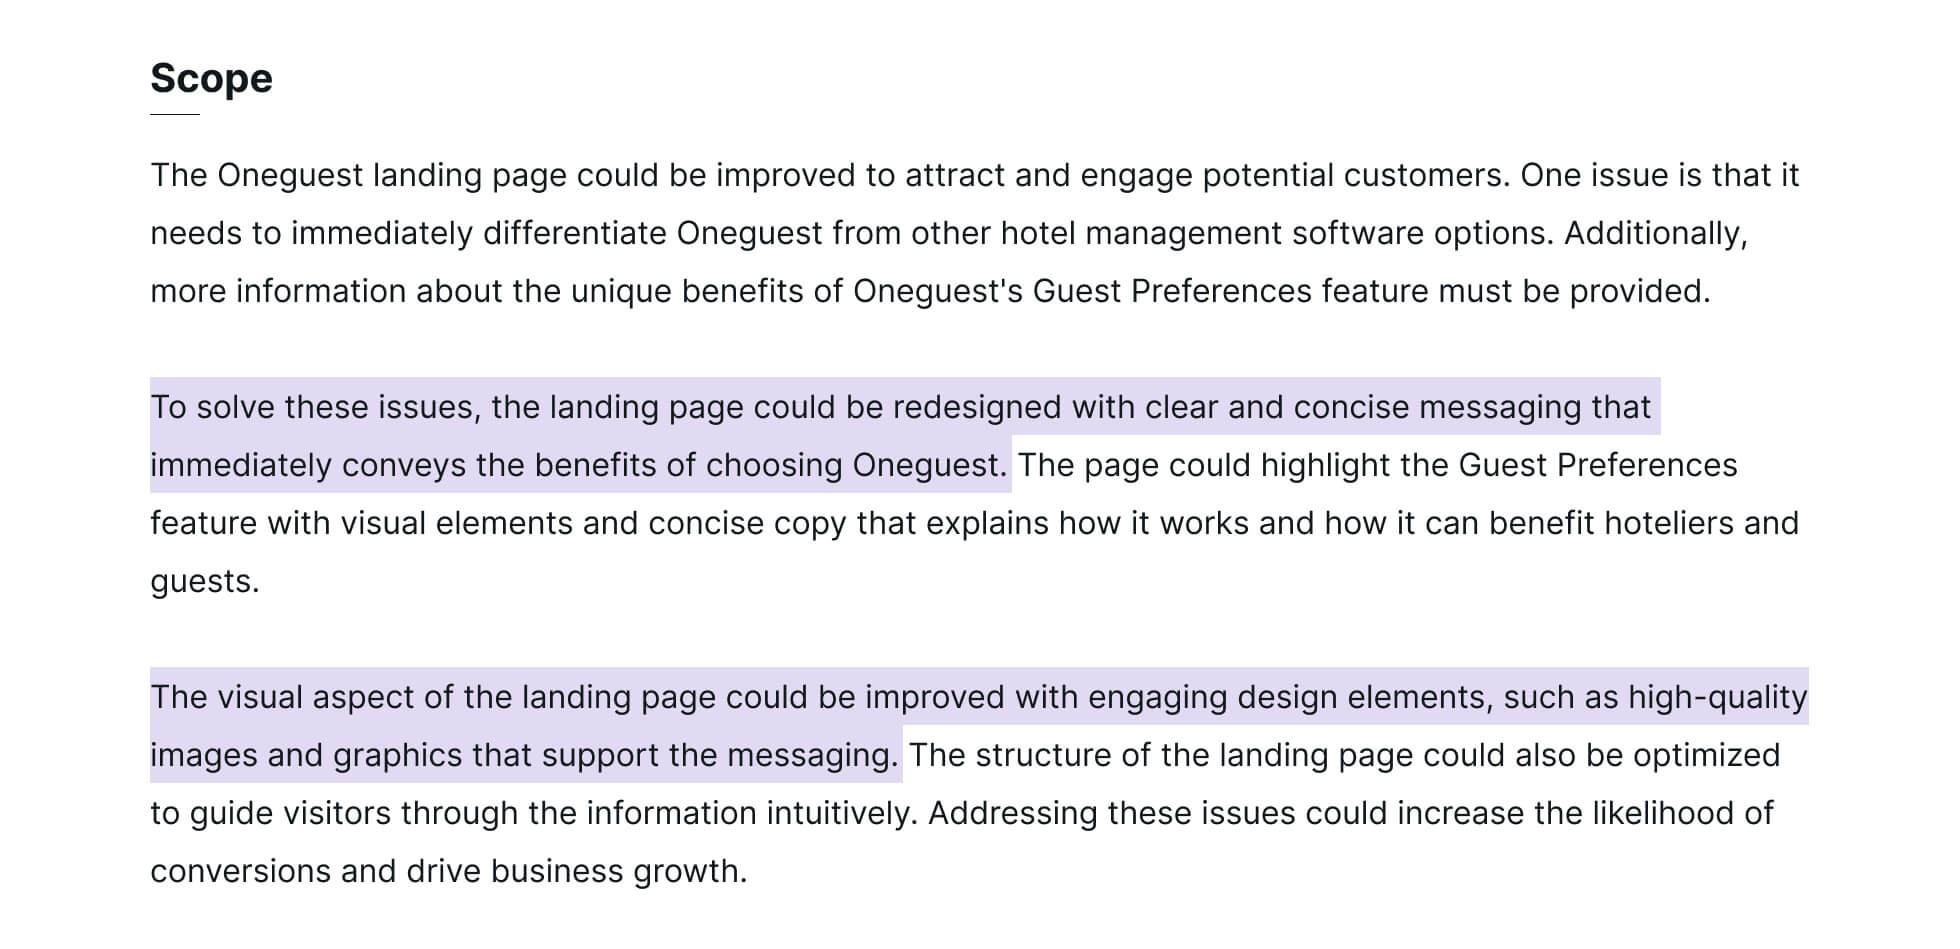 Scope
The Oneguest landing page could be improved to attract and engage potential customers. One issue is that it
needs to immediately differentiate Oneguest from other hotel management software options. Additionally,
more information about the unique benefits of Oneguest's Guest Preferences feature must be provided.
To solve these issues, the landing page could be redesigned with clear and concise messaging that
immediately conveys the benefits of choosing Oneguest. The page could highlight the Guest Preferences
feature with visual elements and concise copy that explains how it works and how it can benefit hoteliers and
guests.
The visual aspect of the landing page could be improved with engaging design elements, such as high-quality
images and graphics that support the messaging. The structure of the landing page could also be optimized
to guide visitors through the information intuitively. Addressing these issues could increase the likelihood of
conversions and drive business growth.